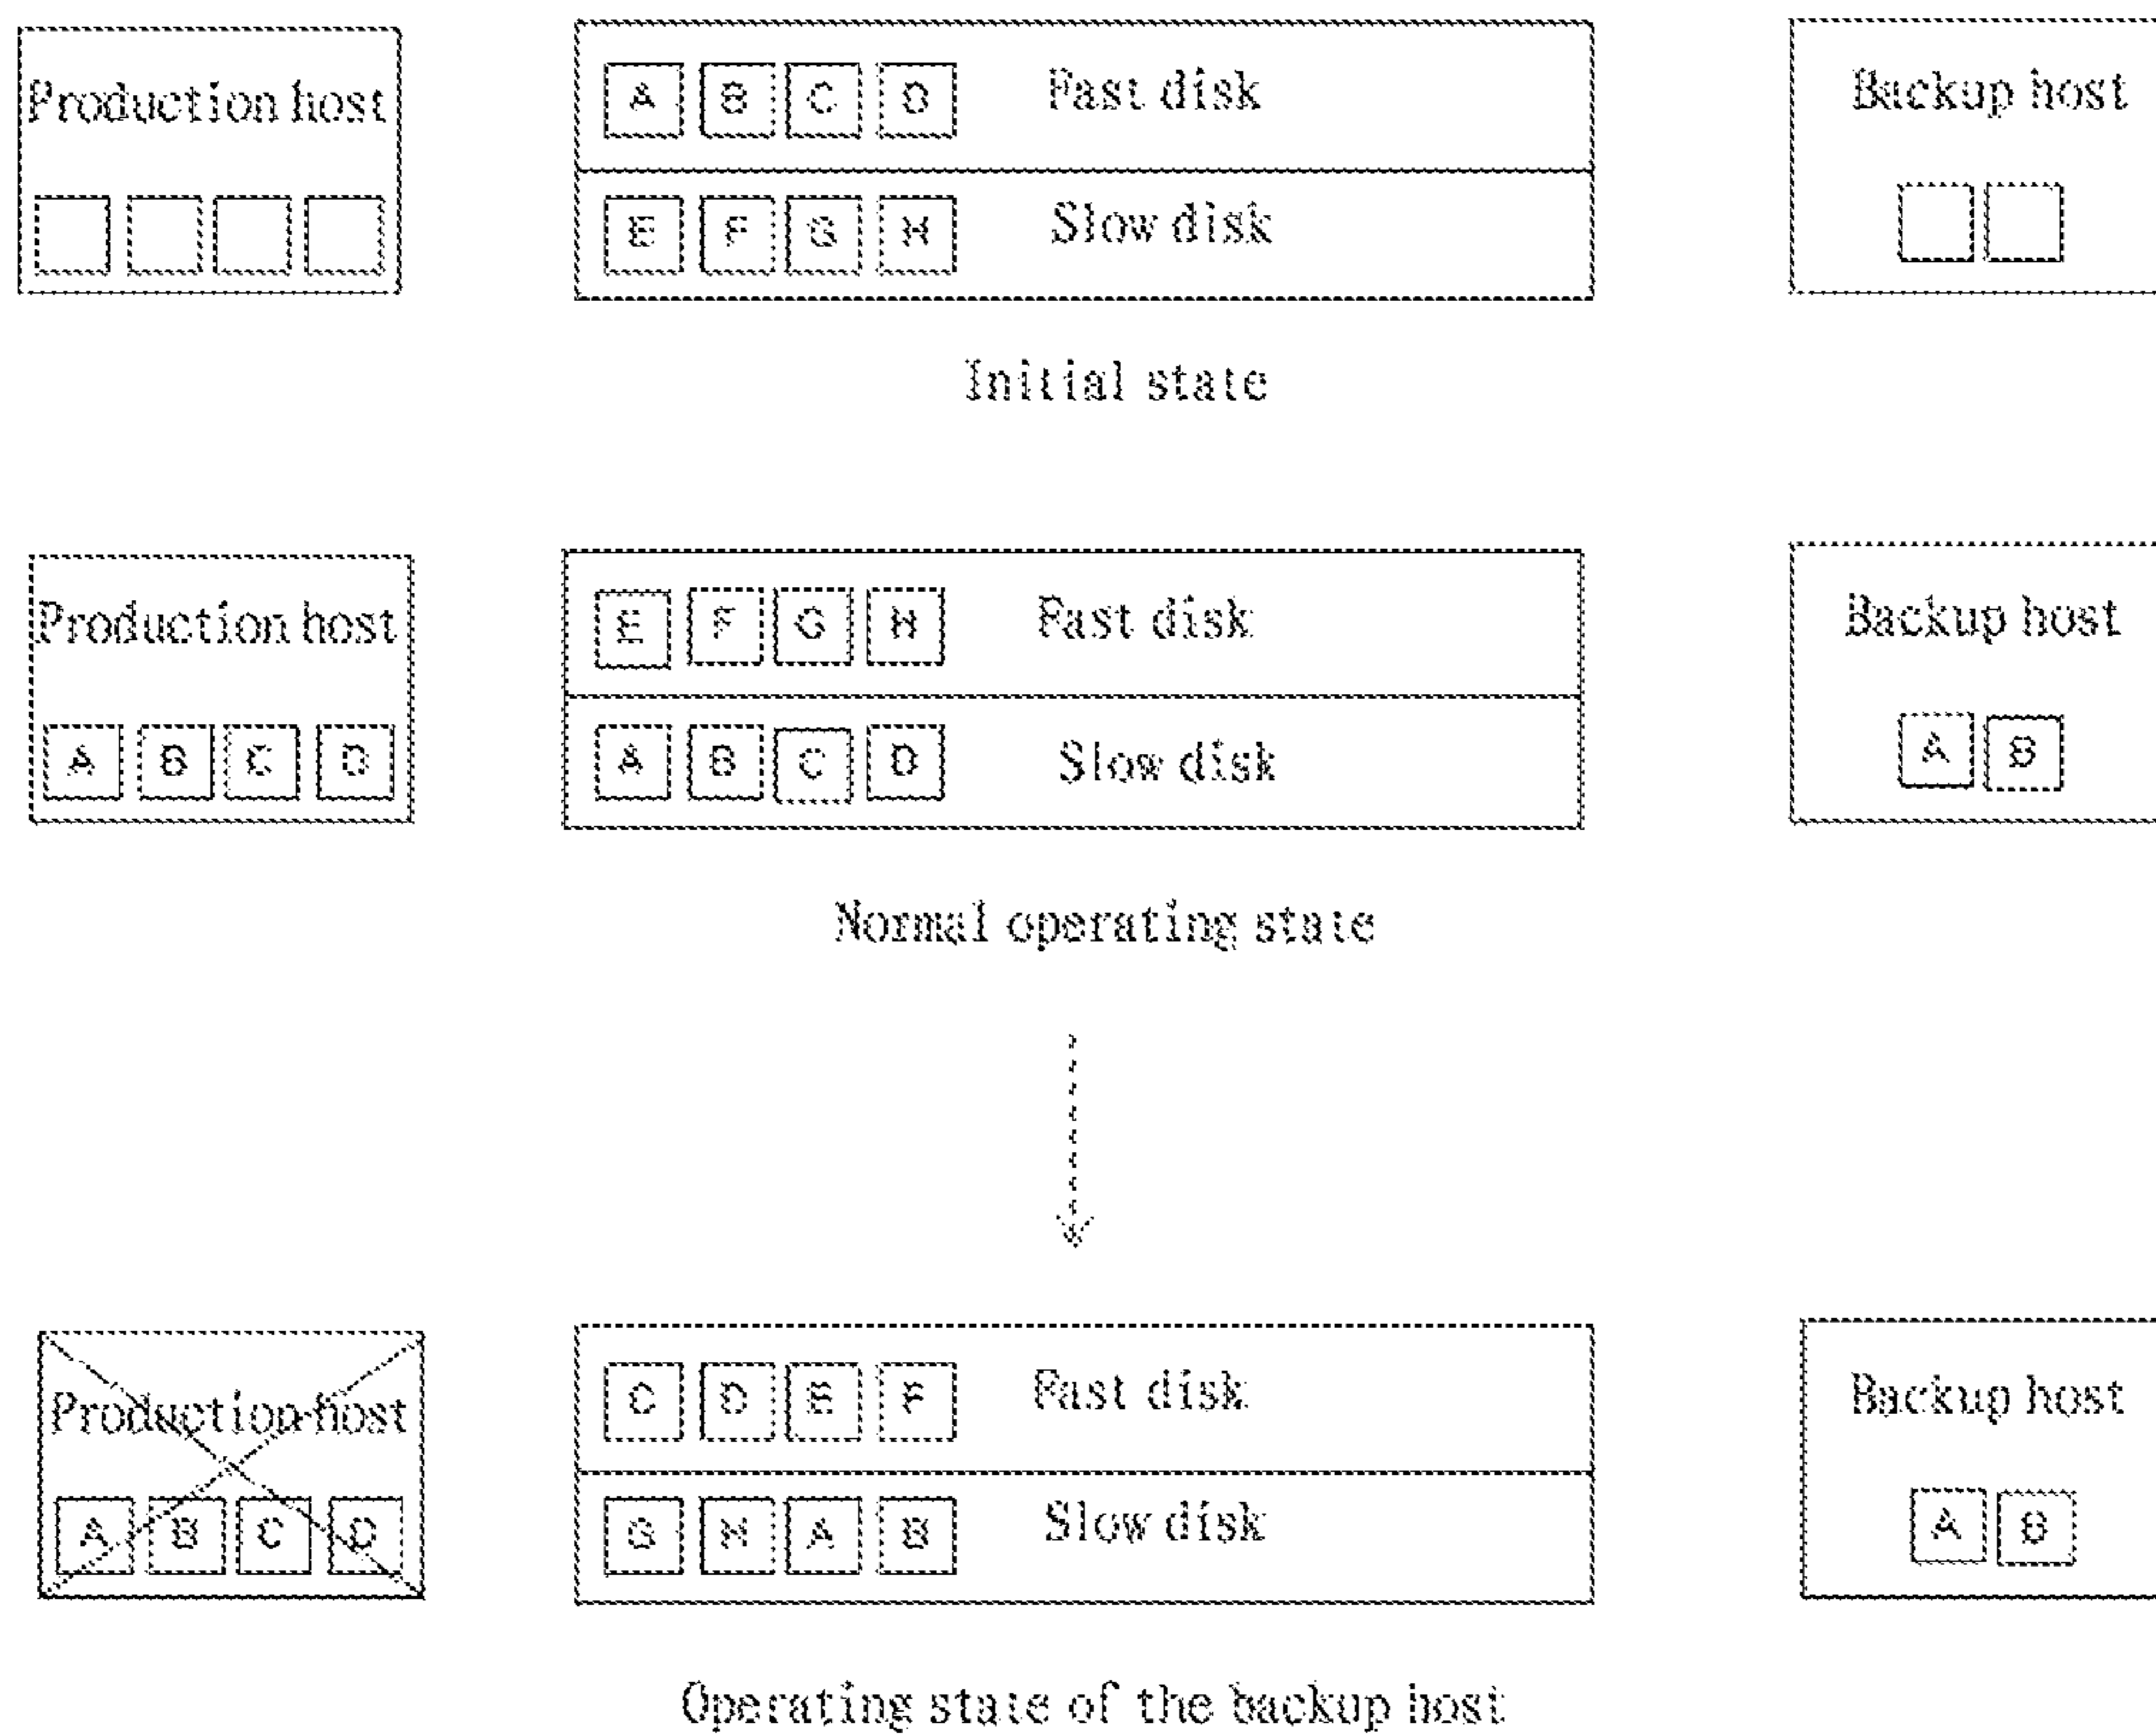 Production host
A B C D Fast disk
Backup host
E F G H Slow disk
Initial state
Production host
E F G H Fast disk
Backup host
A B C D
A B C D Slow disk
A B
Normal operating state
Production host
C D E F Fast disk
Backup host
A B C D
G H A B Slow disk
A B
Operating state of the backup host